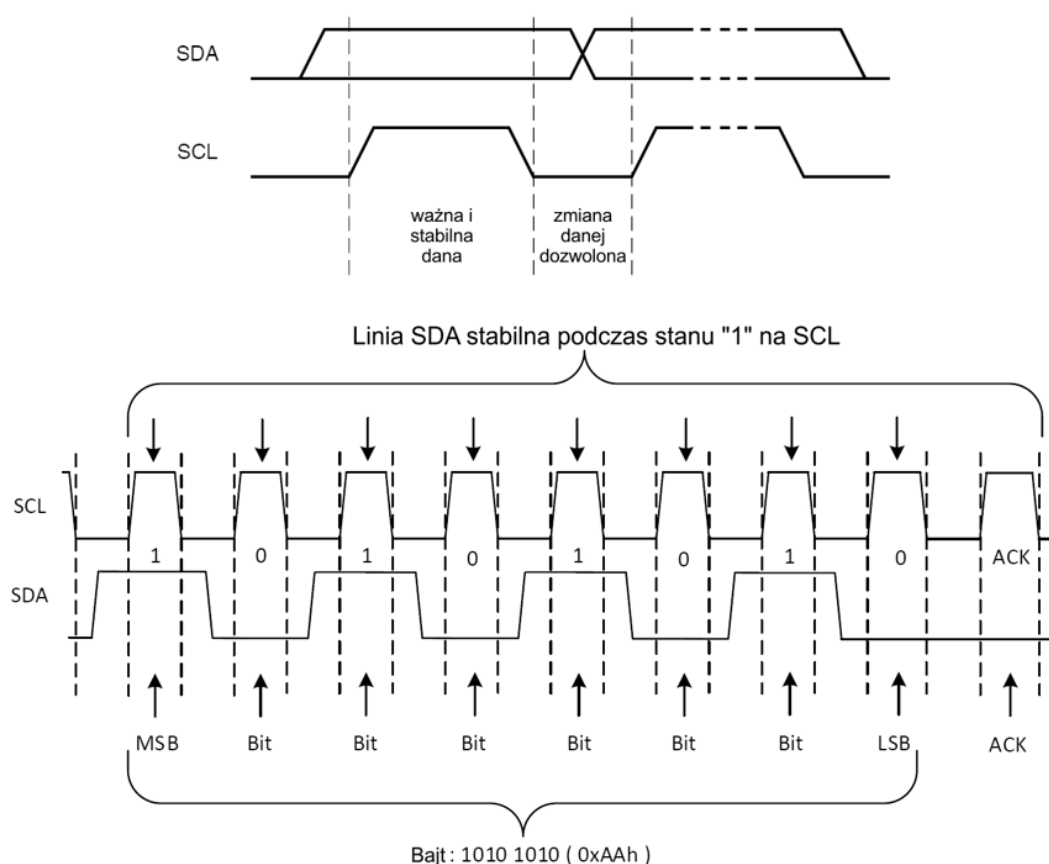 SDA
SCL
ważna i
stabilna
dana
zmiana
danej
dozwolona
Linia SDA stabilna podczas stanu "1" na SCL
SCL
1 0 1 0 1 0 1 0 ACK
SDA
MSB Bit Bit Bit Bit Bit Bit LSB ACK
Bajt : 1010 1010 ( 0xAAh )